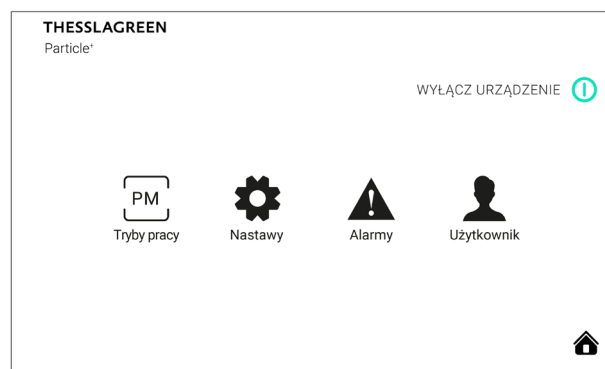 THESSLAGREEN
Particle⁺
WYŁĄCZ URZĄDZENIE
PM
Tryby pracy
Nastawy
Alarmy
Użytkownik